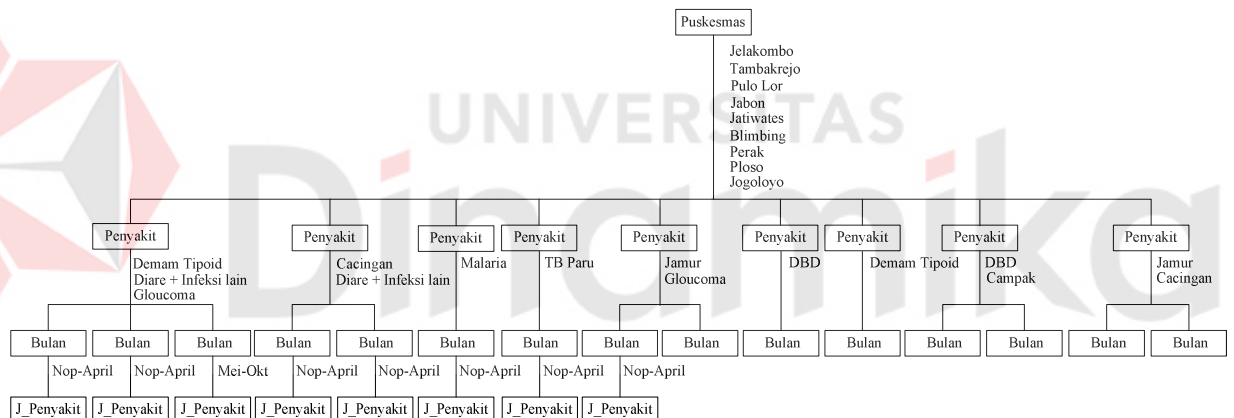 Puskesmas
Jelakombo
Tambakrejo
Pulo Lor
Jabon
Jatiwates
Blimbing
Perak
Ploso
Jogoloyo
UNIVERSITAS
Dinamika
Penyakit Penyakit Penyakit Penyakit Penyakit Penyakit Penyakit Penyakit Penyakit
Demam Tipoid Cacingan Malaria TB Paru Jamur DBD Demam Tipoid DBD Jamur
Diare + Infeksi lain Diare + Infeksi lain Gloucoma Campak Cacingan
Gloucoma
Bulan Bulan Bulan Bulan Bulan Bulan Bulan Bulan Bulan Bulan Bulan Bulan Bulan Bulan Bulan
Nop-April Nop-April Mei-Okt Nop-April Nop-April Nop-April Nop-April Nop-April
J_Penyakit J_Penyakit J_Penyakit J_Penyakit J_Penyakit J_Penyakit J_Penyakit J_Penyakit